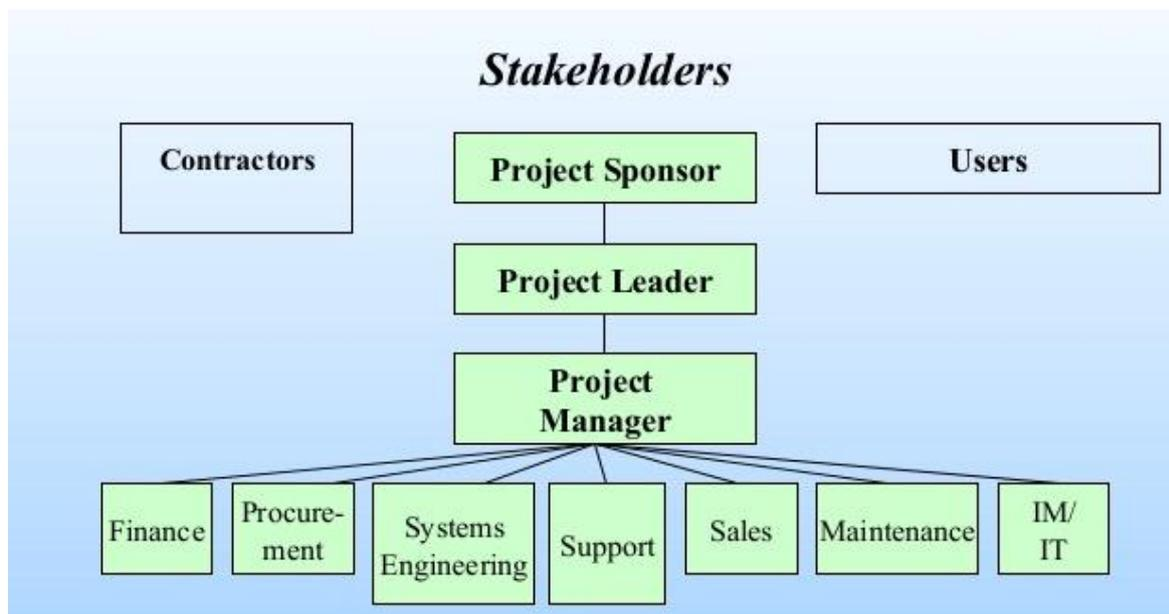 Stakeholders
Contractors
Project Sponsor
Users
Project Leader
Project
Manager
Finance
Procure-
ment
Systems
Engineering
Support
Sales
Maintenance
IM/
IT